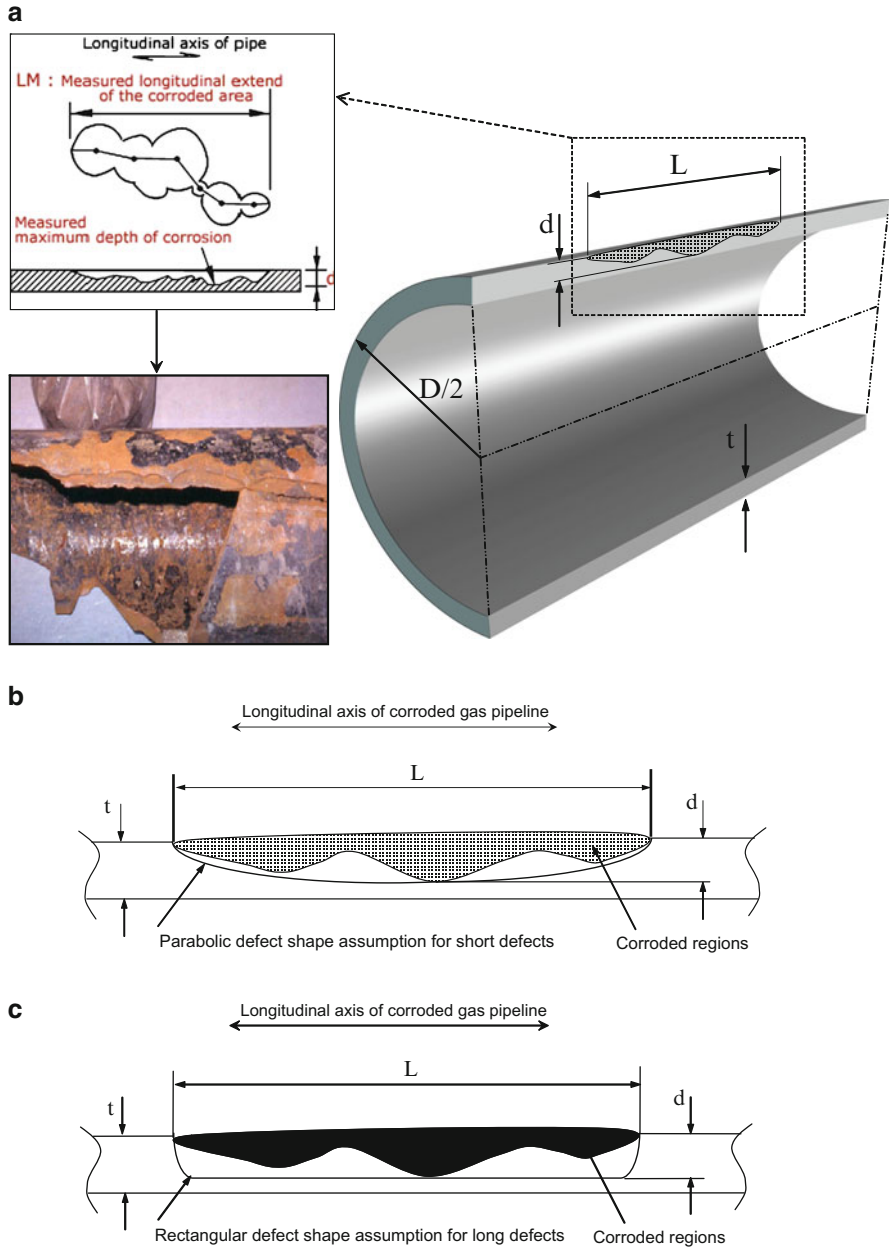 a
Longitudinal axis of pipe
LM : Measured longitudinal extend
of the corroded area
Measured
maximum depth of corrosion
d
L
d
D/2
t
b
Longitudinal axis of corroded gas pipeline
L
t
d
Parabolic defect shape assumption for short defects
Corroded regions
c
Longitudinal axis of corroded gas pipeline
L
t
d
Rectangular defect shape assumption for long defects
Corroded regions